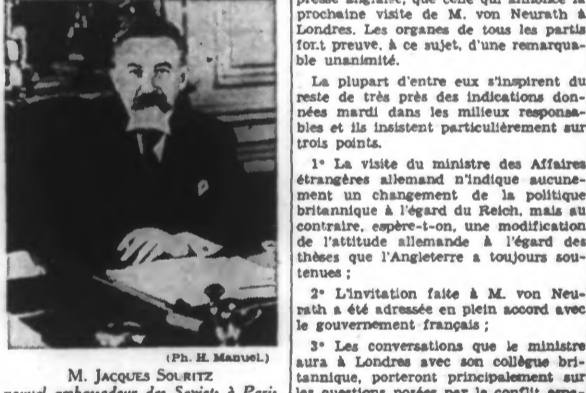 (Ph. H. Manuel.)
M. JACQUES SOURITZ
nouvel ambassadeur des Soviets à Paris
presse anglaise, que celle qui annonce la
prochaine visite de M. von Neurath à
Londres. Les organes de tous les partis
font preuve, à ce sujet, d'une remarqua-
ble unanimité.
La plupart d'entre eux s'inspirent du
reste de très près des indications don-
nées mardi dans les milieux responsa-
bles et ils insistent particulièrement sur
trois points.
1° La visite du ministre des Affaires
étrangères allemand n'indique aucune-
ment un changement de la politique
britannique à l'égard du Reich, mais au
contraire, espère-t-on, une modification
de l'attitude allemande à l'égard des
thèses que l'Angleterre a toujours sou-
tenues ;
2° L'invitation faite à M. von Neu-
rath a été adressée en plein accord avec
le gouvernement français ;
3° Les conversations que le ministre
aura à Londres avec son collègue bri-
tannique, porteront principalement sur
les questions posées par le conflit espa-